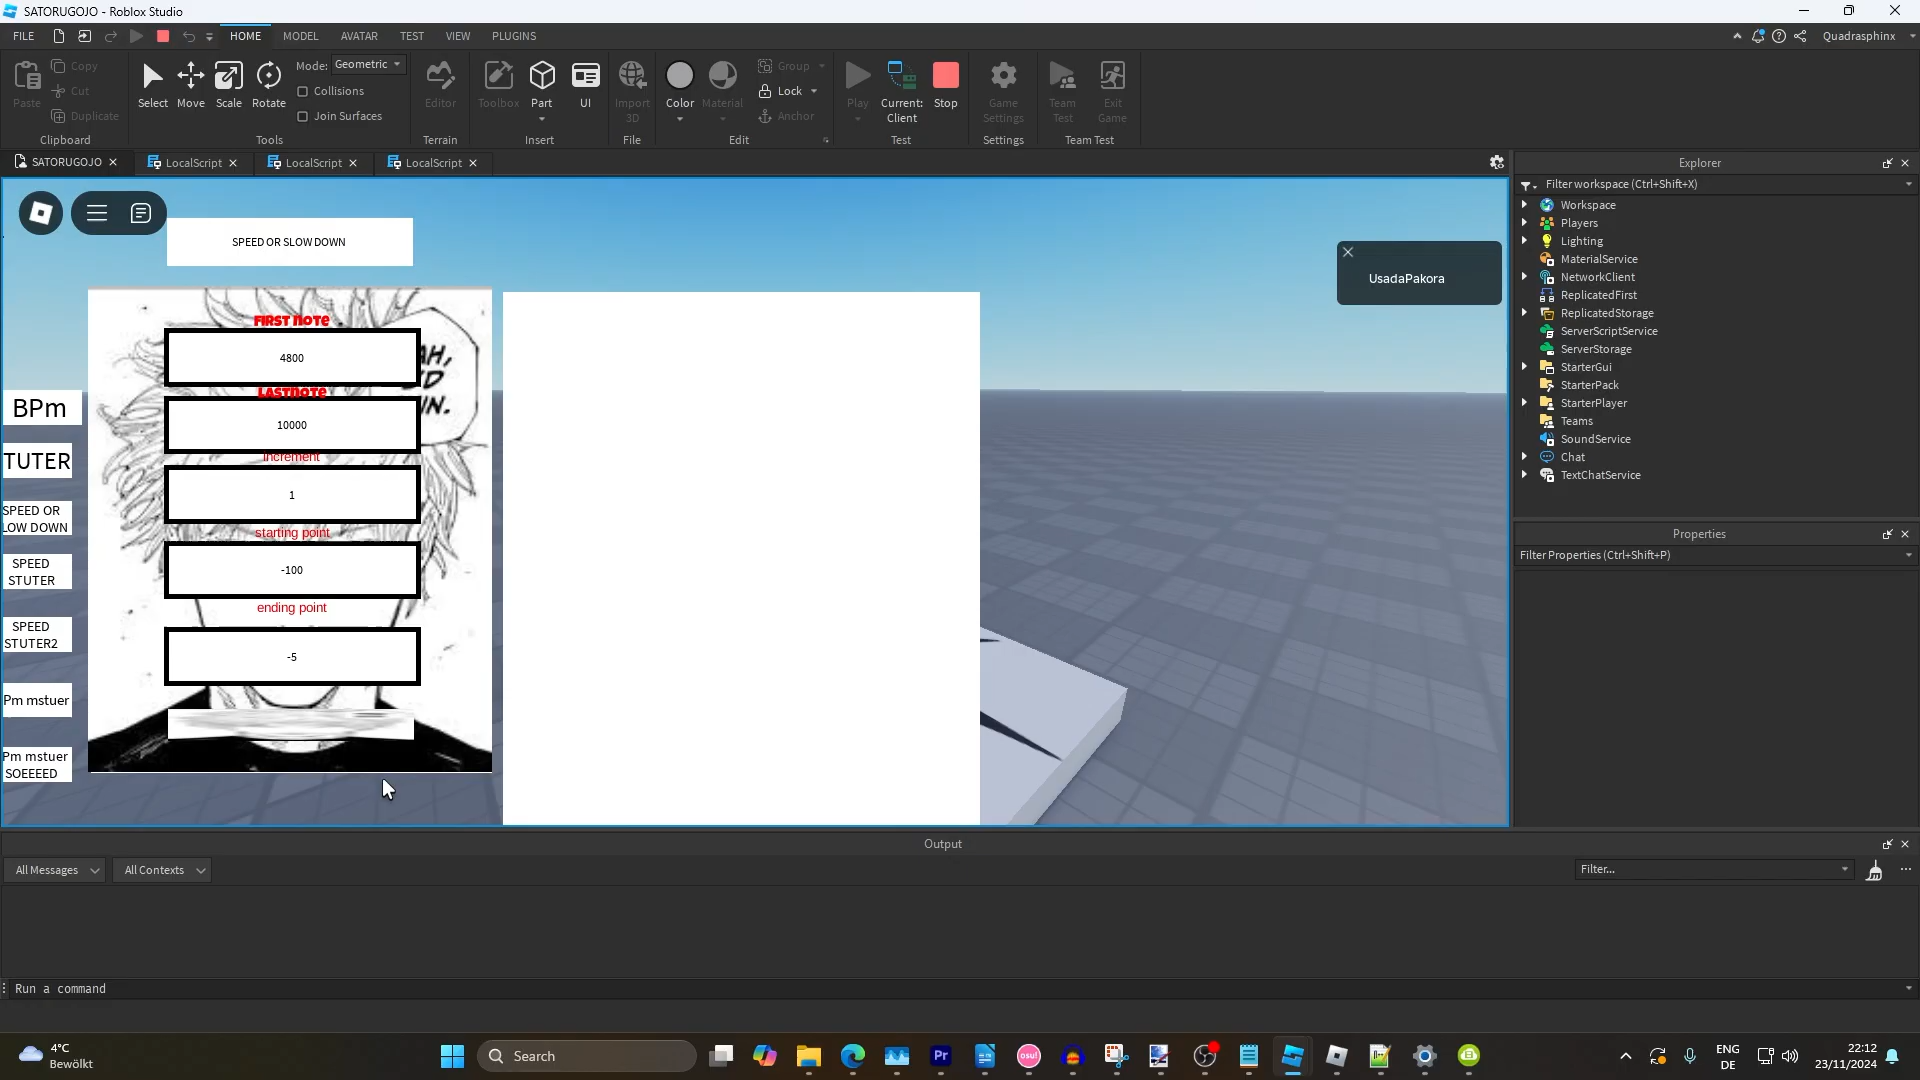 SATORUGOJO - Roblox Studio
FILE
HOME
MODEL
AVATAR
TEST
VIEW
PLUGINS
Quadrasphinx
Paste
Copy
Cut
Duplicate
Clipboard
Select
Move
Scale
Rotate
Mode: Geometric
Collisions
Join Surfaces
Tools
Editor
Terrain
Toolbox
Part
UI
Insert
Import
3D
File
Color
Material
Group
Lock
Anchor
Edit
Play
Current:
Client
Stop
Test
Game
Settings
Settings
Team
Test
Exit
Game
Team Test
SATORUGOJO
LocalScript
LocalScript
LocalScript
SPEED OR SLOW DOWN
UsadaPakora
FIRST NOTE
4800
LASTNOTE
10000
increment
1
starting point
-100
ending point
-5
BPm
TUTER
SPEED OR
LOW DOWN
SPEED
STUTER
SPEED
STUTER2
Pm mstuer
Pm mstuer
SOEEEED
Explorer
Filter workspace (Ctrl+Shift+X)
Workspace
Players
Lighting
MaterialService
NetworkClient
ReplicatedFirst
ReplicatedStorage
ServerScriptService
ServerStorage
StarterGui
StarterPack
StarterPlayer
Teams
SoundService
Chat
TextChatService
Properties
Filter Properties (Ctrl+Shift+P)
Output
All Messages
All Contexts
Filter...
Run a command
4°C
Bewölkt
Search
Pr
osu!
ENG
DE
22:12
23/11/2024